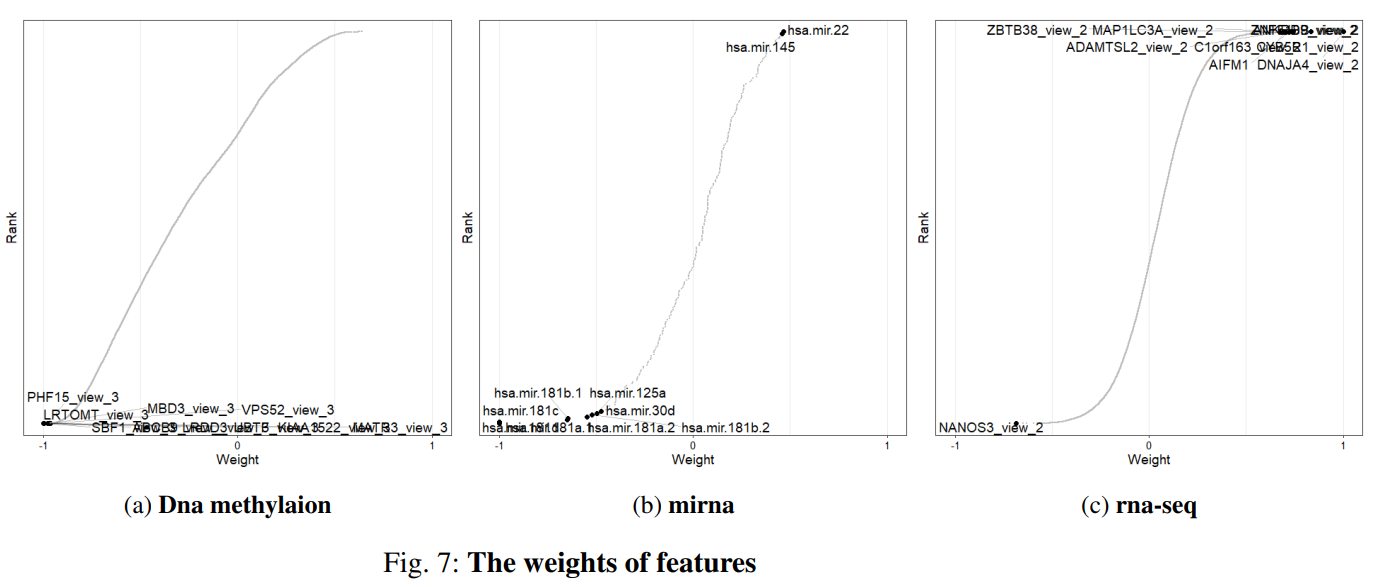 hsa.mir.22
hsa.mir.145
ZBTB38_view_2 MAP1LC3A_view_2
ADAMTSL2_view_2 C1orf163
AIFM1 DNAJA4_view_2
Rank
Rank
Rank
PHF15_view_3
LRTOMT_view_3
MBD3_view_3
VPS52_view_3
SBF1
hsa.mir.181b.1
hsa.mir.125a
hsa.mir.181c
hsa.mir.30d
hsa.mir.181a.2
hsa.mir.181b.2
NANOS3_view_2
-1 0 1
-1 0 1
-1 0 1
Weight
Weight
Weight
(a) Dna methylaion
(b) mirna
(c) rna-seq
Fig. 7: The weights of features